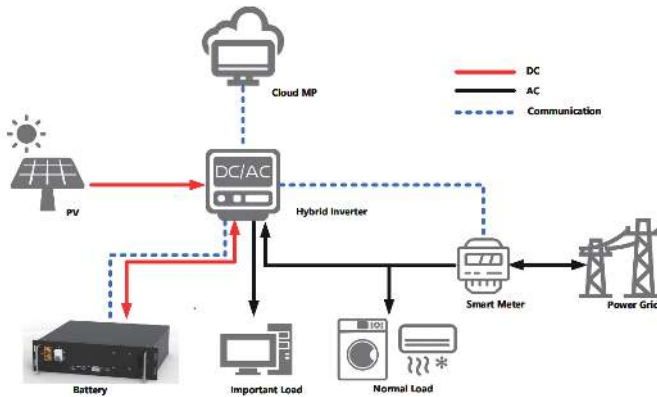 Cloud MP
DC
AC
Communication
DC/AC
PV
Hybrid Inverter
Smart Meter
Power Grid
Battery
Important Load
Normal Load